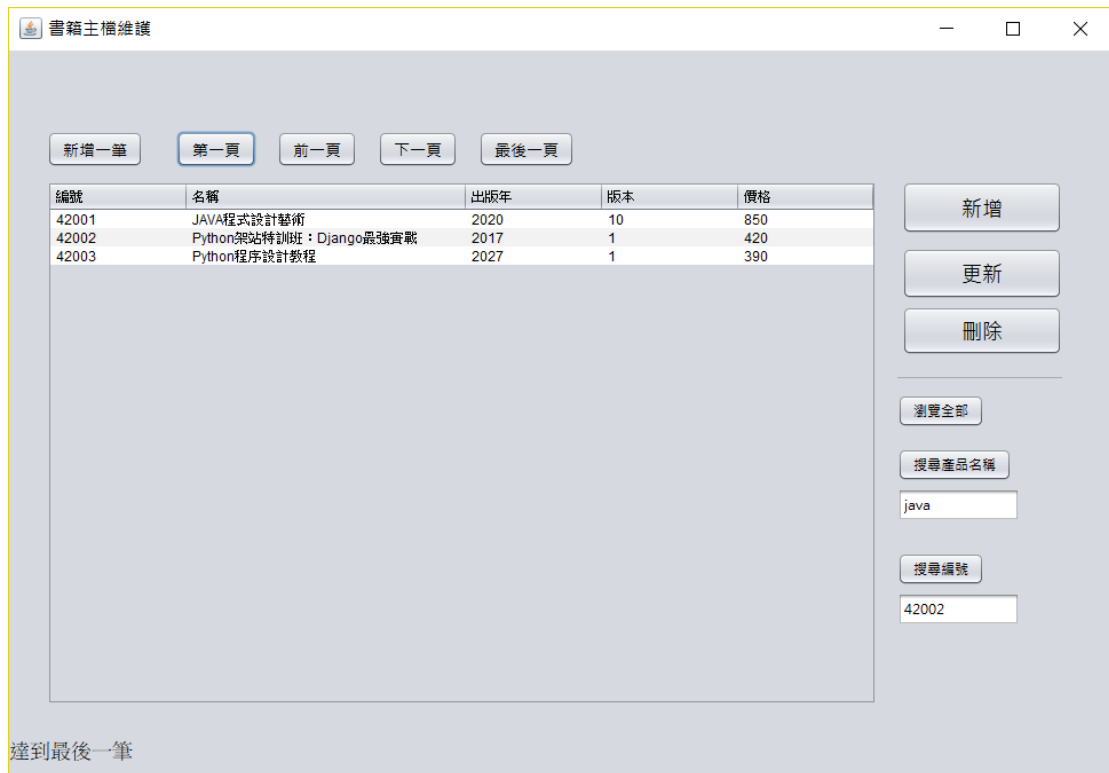 書籍主檔維護
新增一筆 第一頁 前一頁 下一頁 最後一頁
編號 名稱 出版年 版本 價格
42001 JAVA程式設計藝術 2020 10 850
42002 Python架站特訓班：Django最強實戰 2017 1 420
42003 Python程序設計教程 2027 1 390
新增
更新
刪除
瀏覽全部
搜尋產品名稱
java
搜尋編號
42002
達到最後一筆